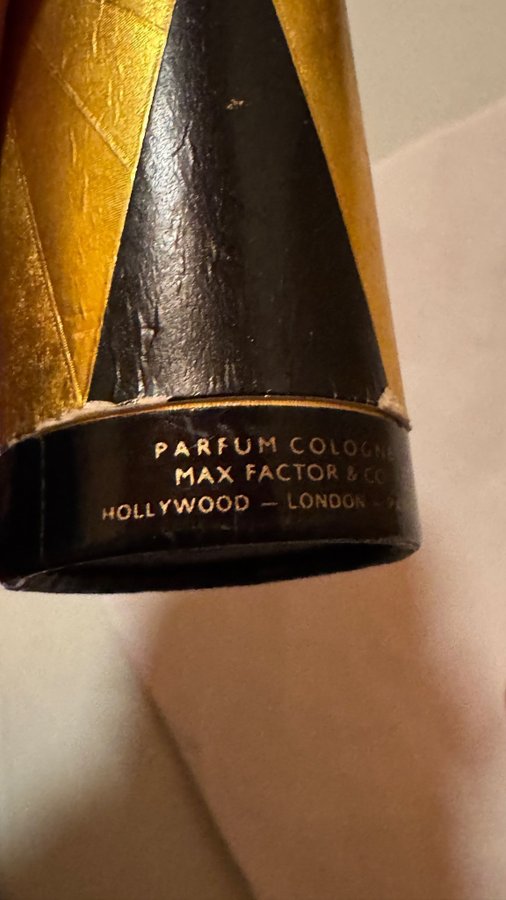 PARFUM COLOGNE
MAX FACTOR & CO
HOLLYWOOD — LONDON -